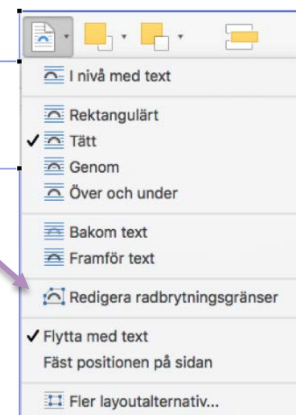 I nivå med text
Rektangulärt
Tätt
Genom
Över och under
Bakom text
Framför text
Redigera radbrytningsgränser
Flytta med text
Fäst positionen på sidan
Fler layoutalternativ...